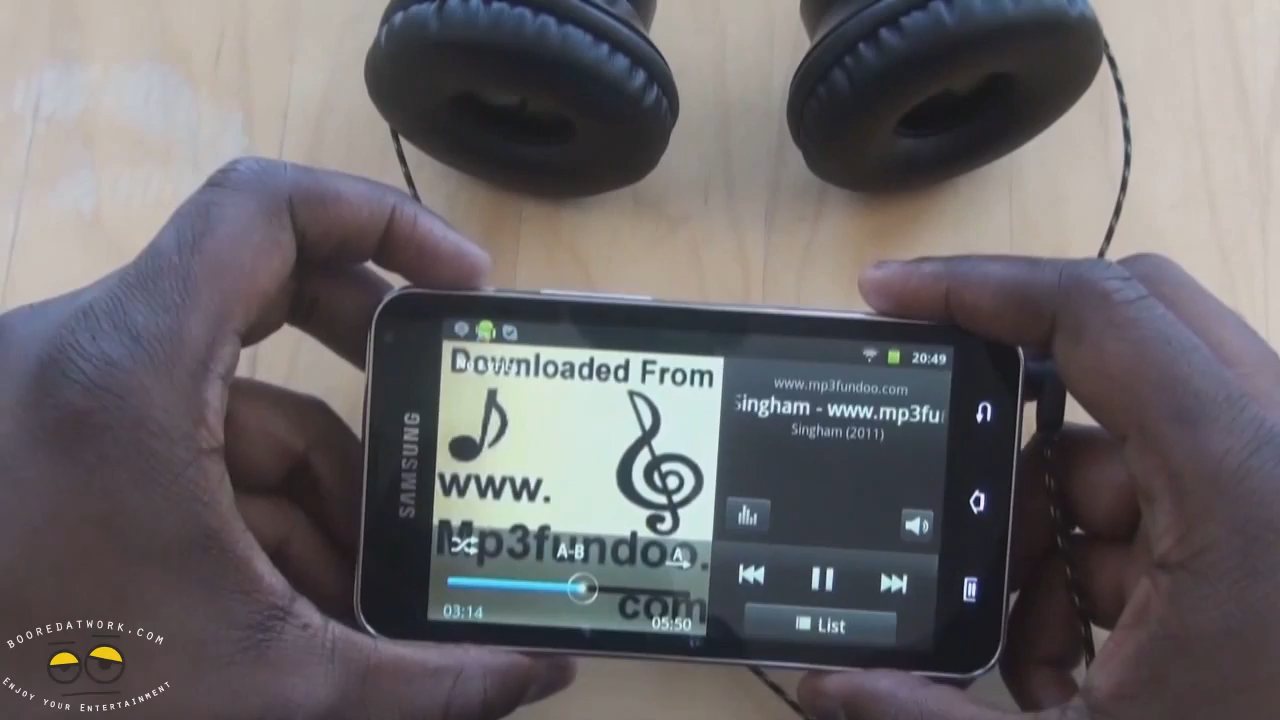 20:49
Downloaded From
www.
Mp3fundoo.
com
A-B
A
03:14
05:50
www.mp3fundoo.com
Singham - www.mp3fu
Singham (2011)
List
SAMSUNG
BOOREDATWORK.COM
ENJOY YOUR ENTERTAINMENT